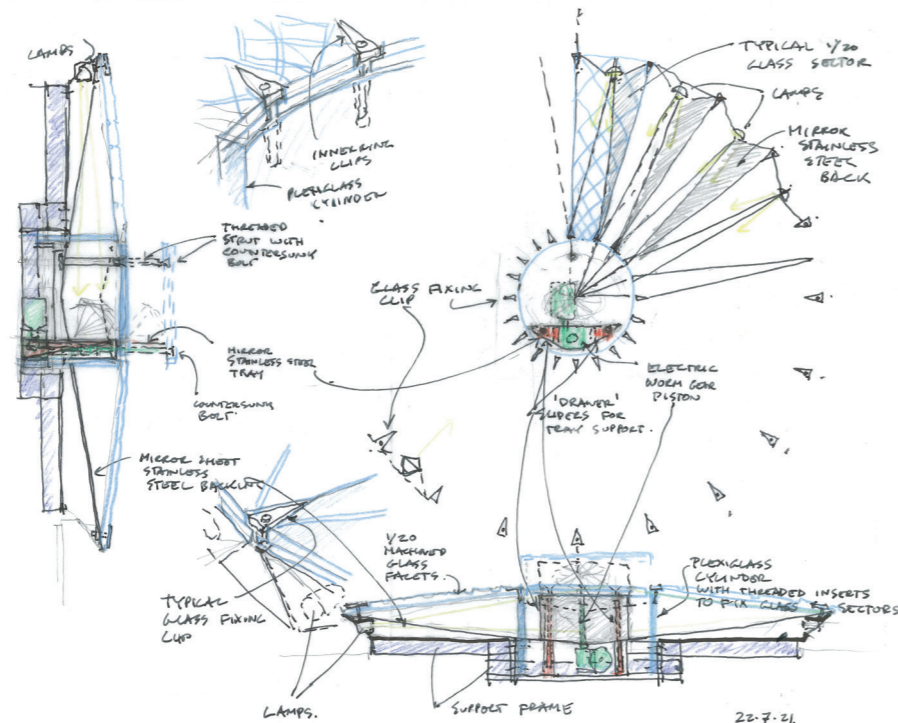 LAMPS
INNER RING
CLIPS
PLEXIGLASS
CYLINDER
THREADED
STRUT WITH
COUNTERSUNK
BOLT
MIRROR
STAINLESS STEEL
TRAY
COUNTERSUNK
BOLT.
MIRROR SHEET
STAINLESS
STEEL BACKING
TYPICAL 1/20
GLASS SECTOR
LAMPS
MIRROR
STAINLESS
STEEL
BACK
GLASS FIXING
CLIP
ELECTRIC
WORM GEAR
PISTON
'DRAWER'
SLIDERS FOR
TRAY SUPPORT.
1/20
MACHINED
GLASS
FACETS.
TYPICAL
GLASS FIXING
CLIP
LAMPS.
SUPPORT FRAME
PLEXIGLASS
CYLINDER
WITH THREADED INSERTS
TO FIX GLASS SECTORS
22.7.21